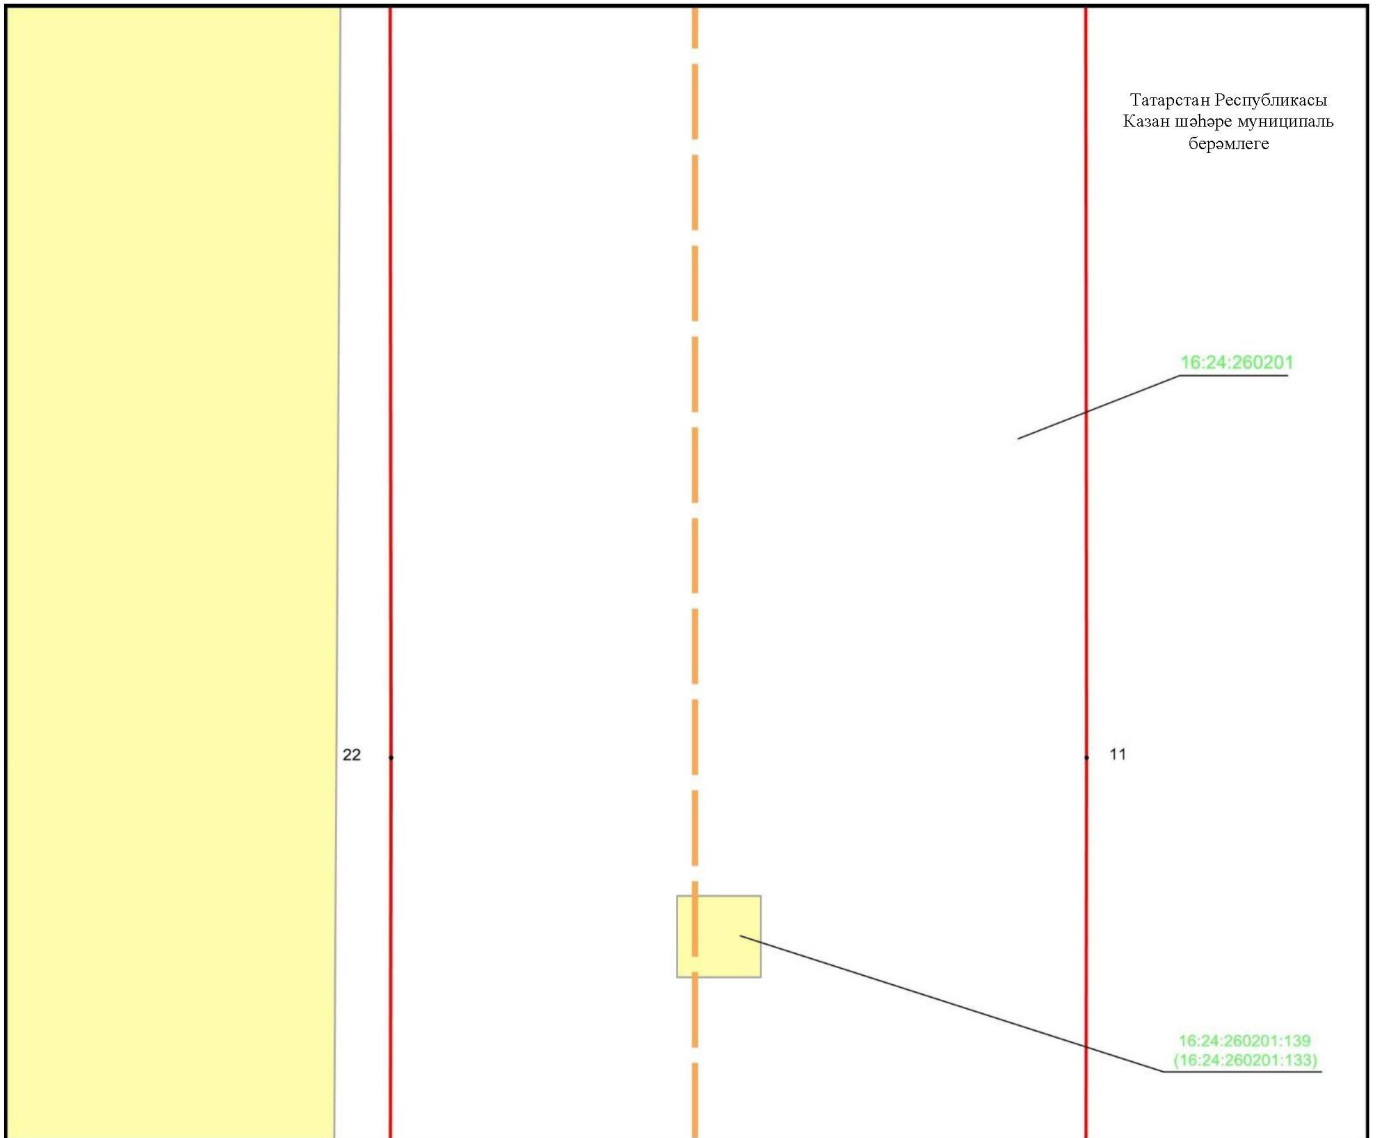 Татарстан Республикасы
Казан шәһәре муниципаль
берәмлеге
16:24:260201
22
11
16:24:260201:139
(16:24:260201:133)